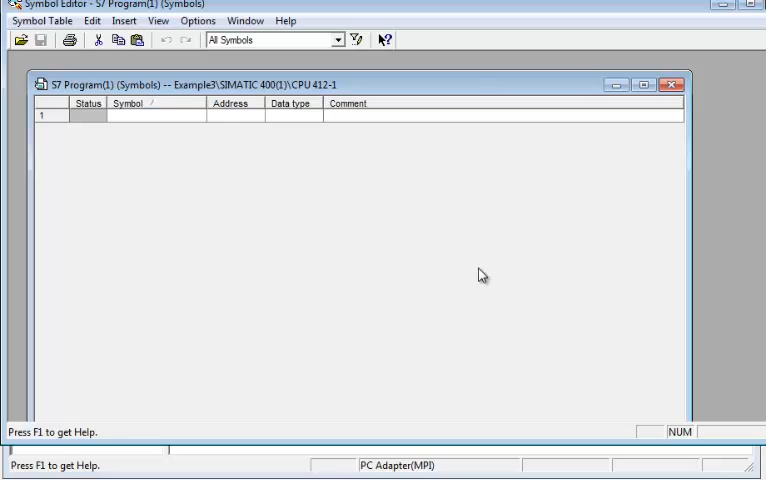 Symbol Editor - S7 Program(1) (Symbols)
Symbol Table Edit Insert View Options Window Help
All Symbols
S7 Program(1) (Symbols) -- Example3\SIMATIC 400(1)\CPU 412-1
Status Symbol Address Data type Comment
1
Press F1 to get Help. NUM
Press F1 to get Help. PC Adapter(MPI)